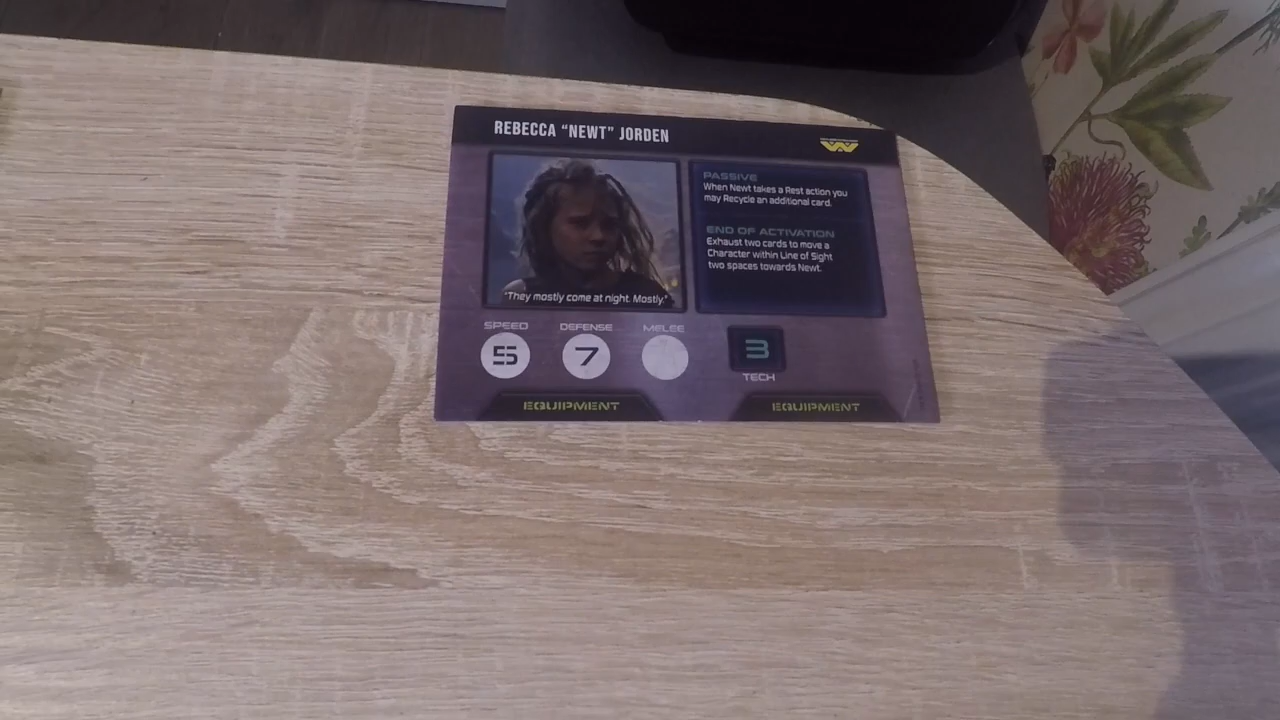 REBECCA "NEWT" JORDEN
"They mostly come at night. Mostly."
PASSIVE
When Newt takes a Rest action you
may Recycle an additional card.
END OF ACTIVATION
Exhaust two cards to move a
Character within Line of Sight
two spaces towards Newt.
SPEED
5
DEFENSE
7
MELEE
3
TECH
EQUIPMENT
EQUIPMENT